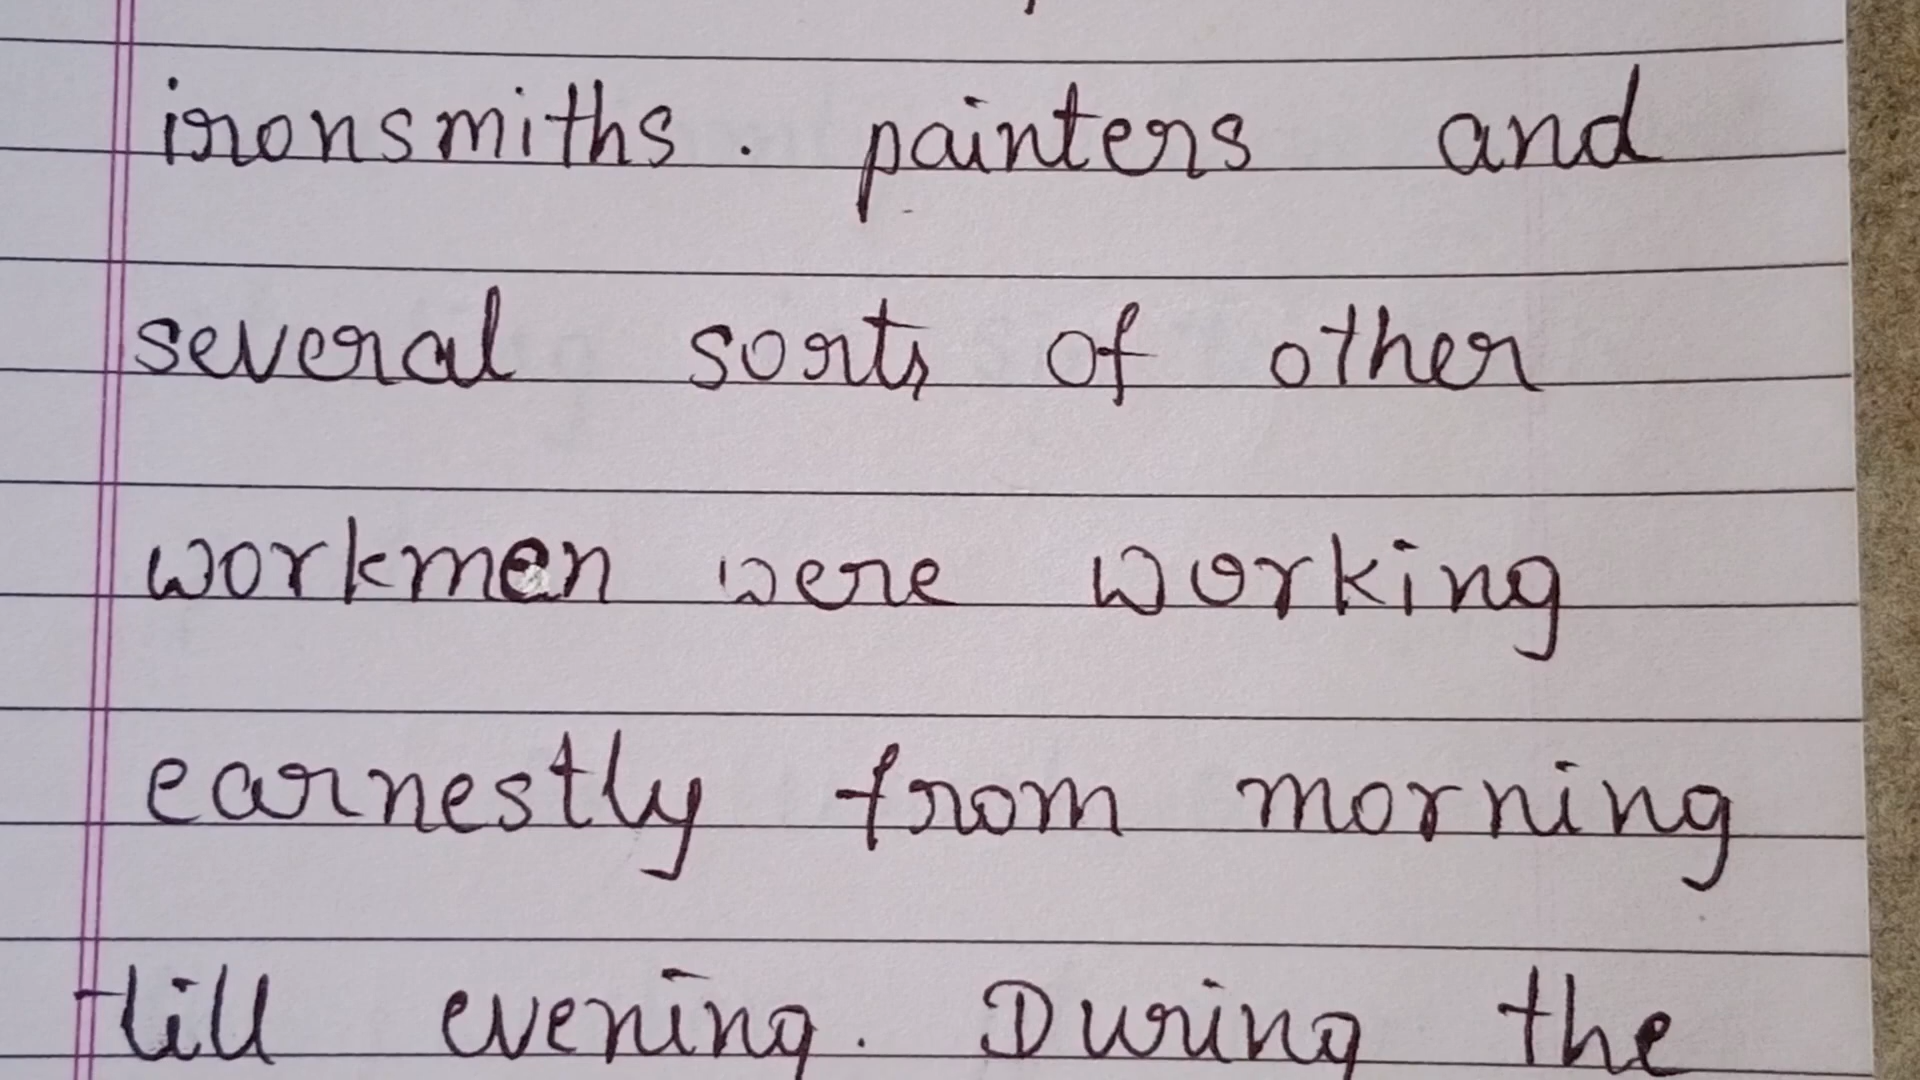 ironsmiths. painters and
several sorts of other
workmen were working
earnestly from morning
till evening. During the